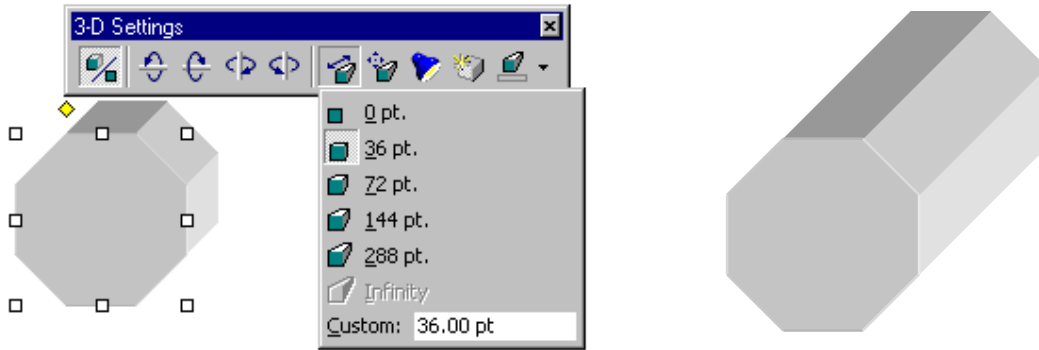 3-D Settings
0 pt.
36 pt.
72 pt.
144 pt.
288 pt.
Infinity
Custom: 36.00 pt